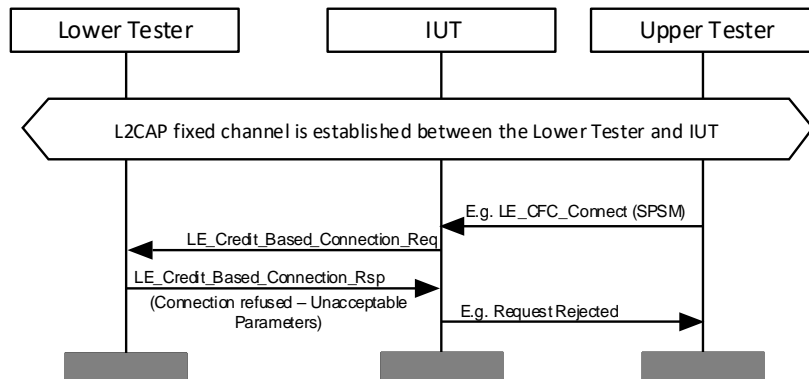 Lower Tester
IUT
Upper Tester
L2CAP fixed channel is established between the Lower Tester and IUT
E.g. LE_CFC_Connect (SPSM)
LE_Credit_Based_Connection_Req
LE_Credit_Based_Connection_Rsp
(Connection refused – Unacceptable
Parameters)
E.g. Request Rejected